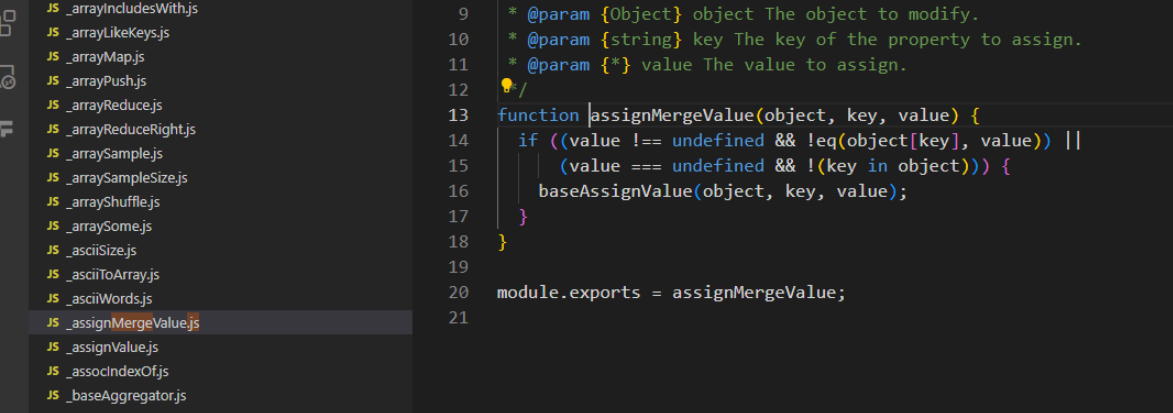 JS _arrayIncludesWith.js
JS _arrayLikeKeys.js
JS _arrayMap.js
JS _arrayPush.js
JS _arrayReduce.js
JS _arrayReduceRight.js
JS _arraySample.js
JS _arraySampleSize.js
JS _arrayShuffle.js
JS _arraySome.js
JS _asciiSize.js
JS _asciiToArray.js
JS _asciiWords.js
JS _assignMergeValue.js
JS _assignValue.js
JS _assocIndexOf.js
JS _baseAggregator.js
9 * @param {Object} object The object to modify.
10 * @param {string} key The key of the property to assign.
11 * @param {*} value The value to assign.
12 */
13 function assignMergeValue(object, key, value) {
14 if ((value !== undefined && !eq(object[key], value)) ||
15 (value === undefined && !(key in object))) {
16 baseAssignValue(object, key, value);
17 }
18 }
19
20 module.exports = assignMergeValue;
21